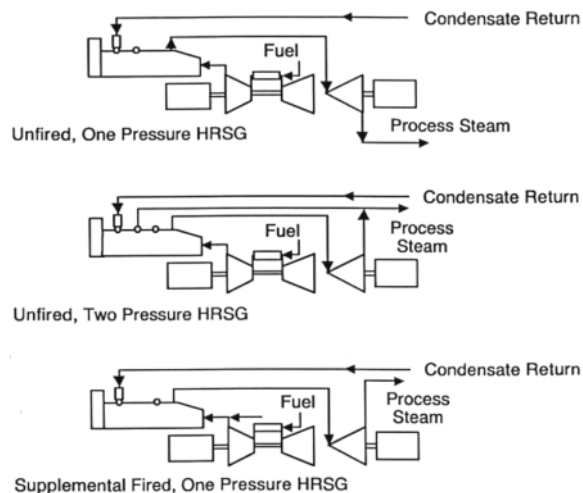 Condensate Return
Fuel
Process Steam
Unfired, One Pressure HRSG
Condensate Return
Process
Steam
Fuel
Unfired, Two Pressure HRSG
Condensate Return
Process
Steam
Fuel
Supplemental Fired, One Pressure HRSG